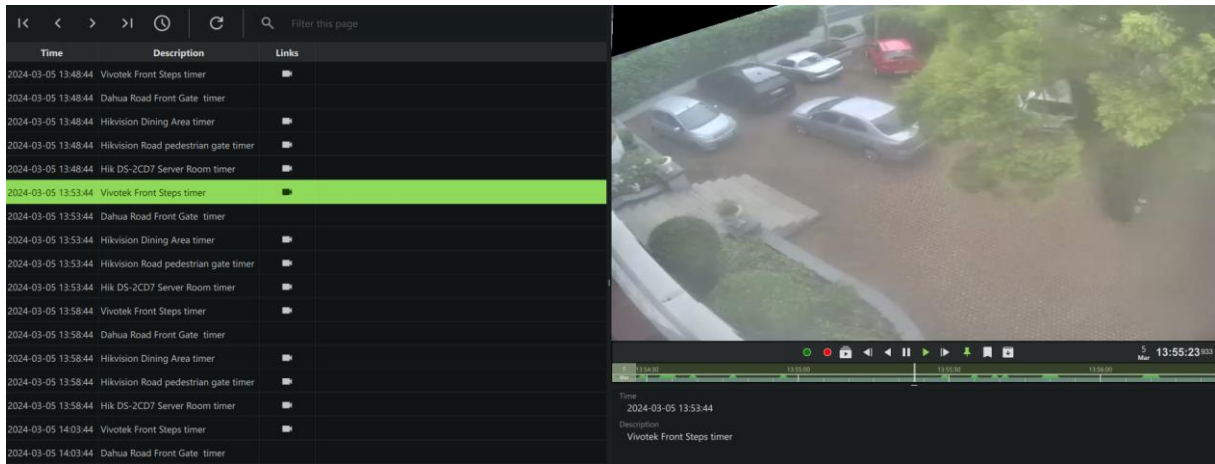 Filter this page
Time Description Links
2024-03-05 13:48:44 Vivotek Front Steps timer
2024-03-05 13:48:44 Dahua Road Front Gate  timer
2024-03-05 13:48:44 Hikvision Dining Area timer
2024-03-05 13:48:44 Hikvision Road pedestrian gate timer
2024-03-05 13:48:44 Hik DS-2CD7 Server Room timer
2024-03-05 13:53:44 Vivotek Front Steps timer
2024-03-05 13:53:44 Dahua Road Front Gate  timer
2024-03-05 13:53:44 Hikvision Dining Area timer
2024-03-05 13:53:44 Hikvision Road pedestrian gate timer
2024-03-05 13:53:44 Hik DS-2CD7 Server Room timer
2024-03-05 13:58:44 Vivotek Front Steps timer
2024-03-05 13:58:44 Dahua Road Front Gate  timer
2024-03-05 13:58:44 Hikvision Dining Area timer
2024-03-05 13:58:44 Hikvision Road pedestrian gate timer
2024-03-05 13:58:44 Hik DS-2CD7 Server Room timer
2024-03-05 14:03:44 Vivotek Front Steps timer
2024-03-05 14:03:44 Dahua Road Front Gate  timer
5 Mar 13:55:23 933
5 Mar 13:54:30 13:55:00 13:55:30 13:56:00
Time
2024-03-05 13:53:44
Description
Vivotek Front Steps timer